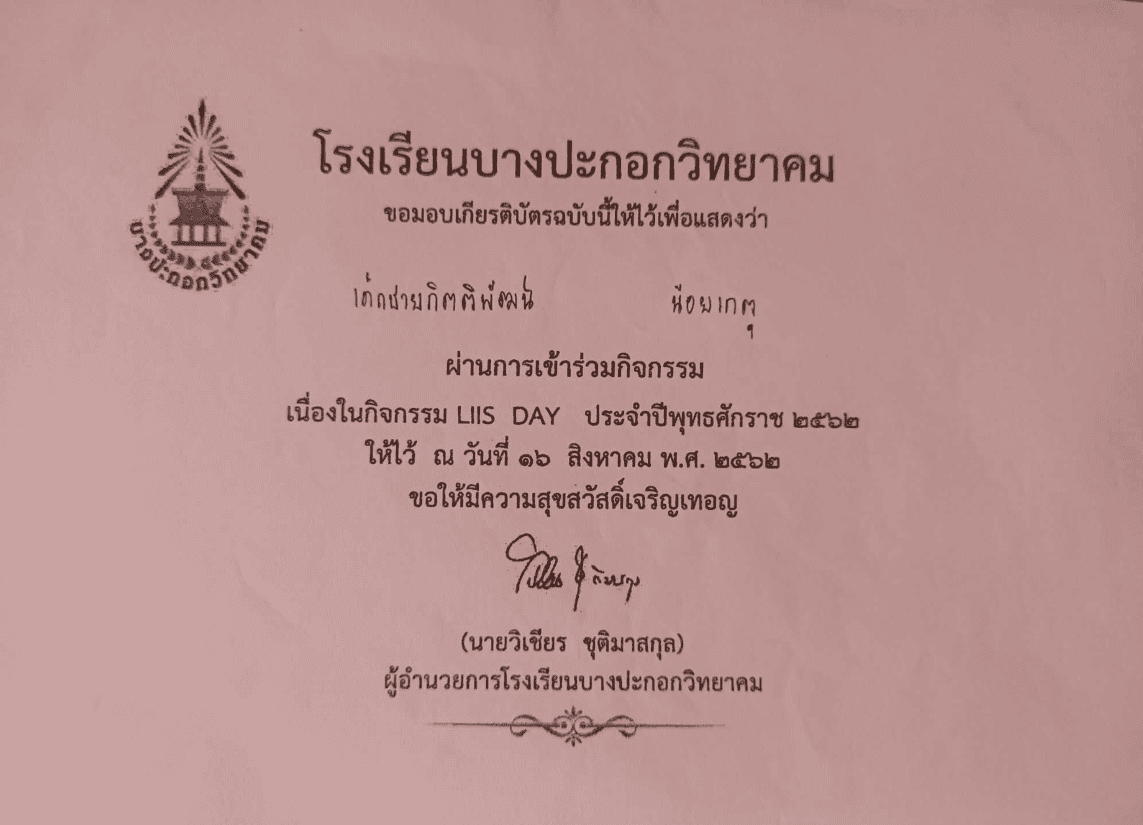 โรงเรียนบางปะกอกวิทยาคม
บางปะกอกวิทยาคม
ขอมอบเกียรติบัตรฉบับนี้ให้ไว้เพื่อแสดงว่า
เด็กชายกิตติพัฒน์ น้อยเกตุ
ผ่านการเข้าร่วมกิจกรรม
เนื่องในกิจกรรม LIIS DAY ประจำปีพุทธศักราช ๒๕๖๒
ให้ไว้ ณ วันที่ ๑๖ สิงหาคม พ.ศ. ๒๕๖๒
ขอให้มีความสุขสวัสดิ์เจริญเทอญ
(นายวิเชียร ชุติมาสกุล)
ผู้อำนวยการโรงเรียนบางปะกอกวิทยาคม